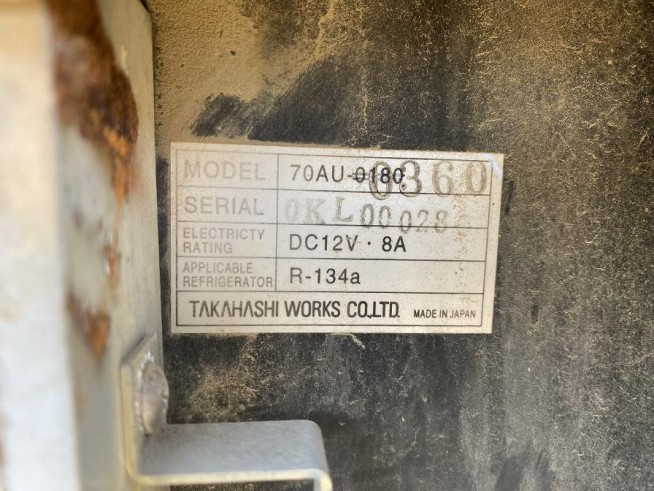 MODEL 70AU-0180 0360
SERIAL 0KL00028
ELECTRICTY
RATING DC12V · 8A
APPLICABLE
REFRIGERATOR R-134a
TAKAHASHI WORKS CO.,LTD. MADE IN JAPAN